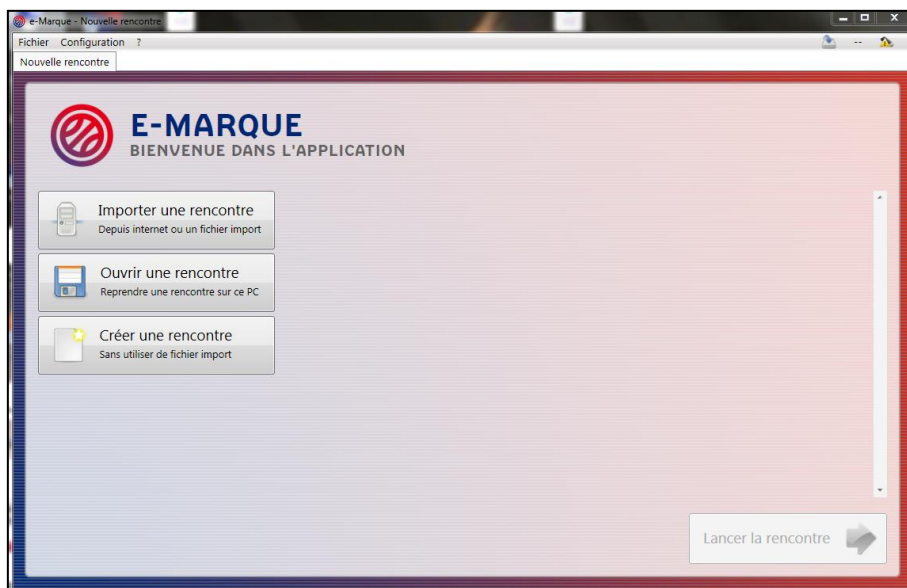 e-Marque - Nouvelle rencontre
Fichier Configuration ?
--
Nouvelle rencontre
E-MARQUE
BIENVENUE DANS L'APPLICATION
Importer une rencontre
Depuis internet ou un fichier import
Ouvrir une rencontre
Reprendre une rencontre sur ce PC
Créer une rencontre
Sans utiliser de fichier import
Lancer la rencontre